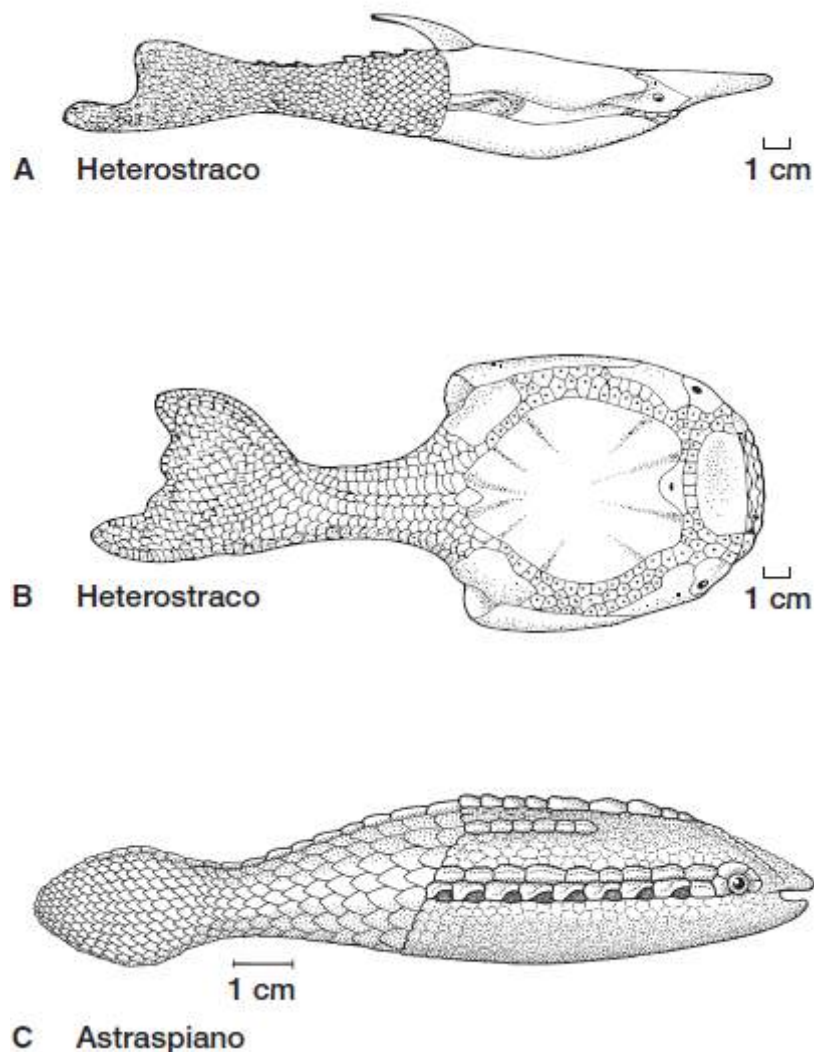 1 cm
A Heterostraco
1 cm
B Heterostraco
1 cm
C Astraspiano